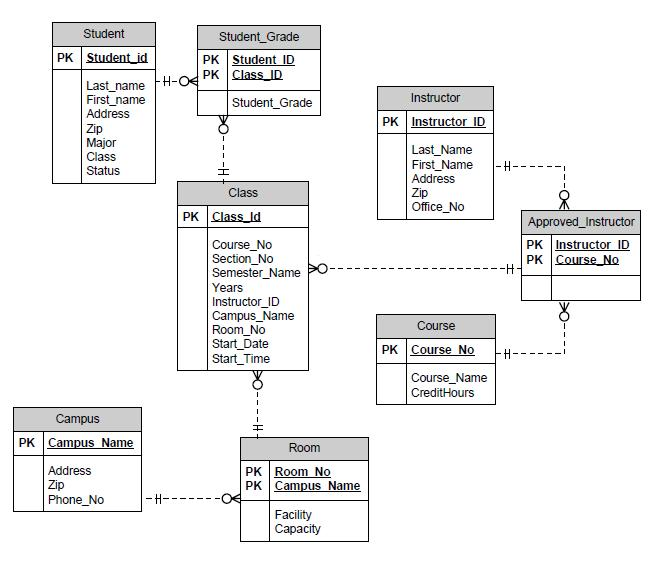 Student
PK Student_id
Last_name
First_name
Address
Zip
Major
Class
Status
Student_Grade
PK Student_ID
PK Class_ID
Student_Grade
Instructor
PK Instructor_ID
Last_Name
First_Name
Address
Zip
Office_No
Class
PK Class_Id
Course_No
Section_No
Semester_Name
Years
Instructor_ID
Campus_Name
Room_No
Start_Date
Start_Time
Approved_Instructor
PK Instructor_ID
PK Course_No
Course
PK Course_No
Course_Name
CreditHours
Campus
PK Campus_Name
Address
Zip
Phone_No
Room
PK Room_No
PK Campus_Name
Facility
Capacity